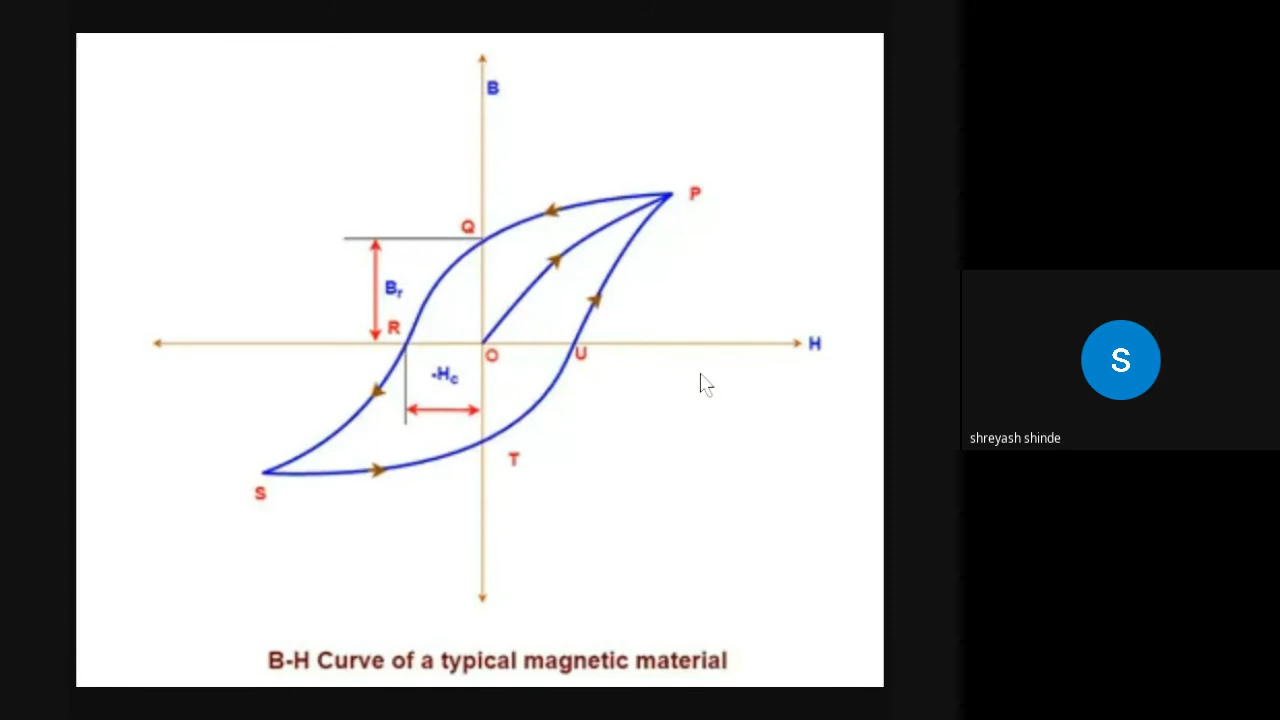 B
P
Q
Br
R
H
O
U
-Hc
T
S
B-H Curve of a typical magnetic material
S
shreyash shinde